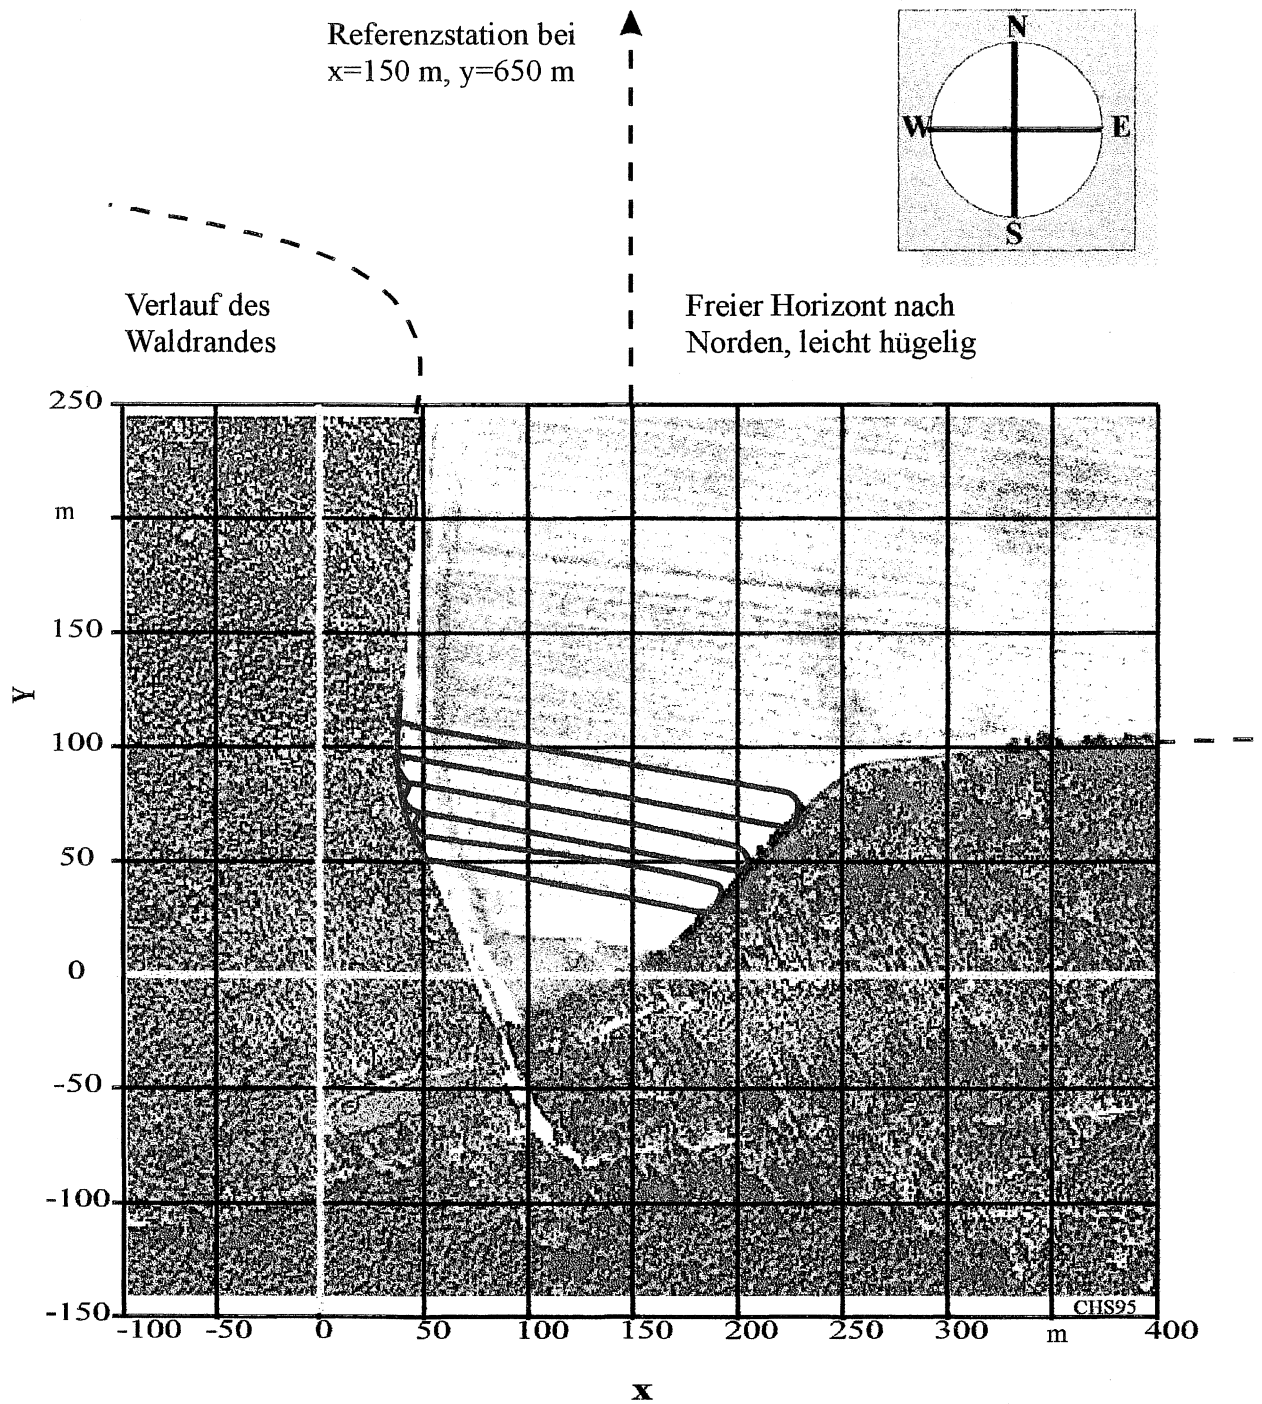 Referenzstation bei
x=150 m, y=650 m
N
W
E
S
Verlauf des
Waldrandes
Freier Horizont nach
Norden, leicht hügelig
250
m
150
100
50
0
-50
-100
-150
Y
CHS95
-100 -50 0 50 100 150 200 250 300 m 400
x